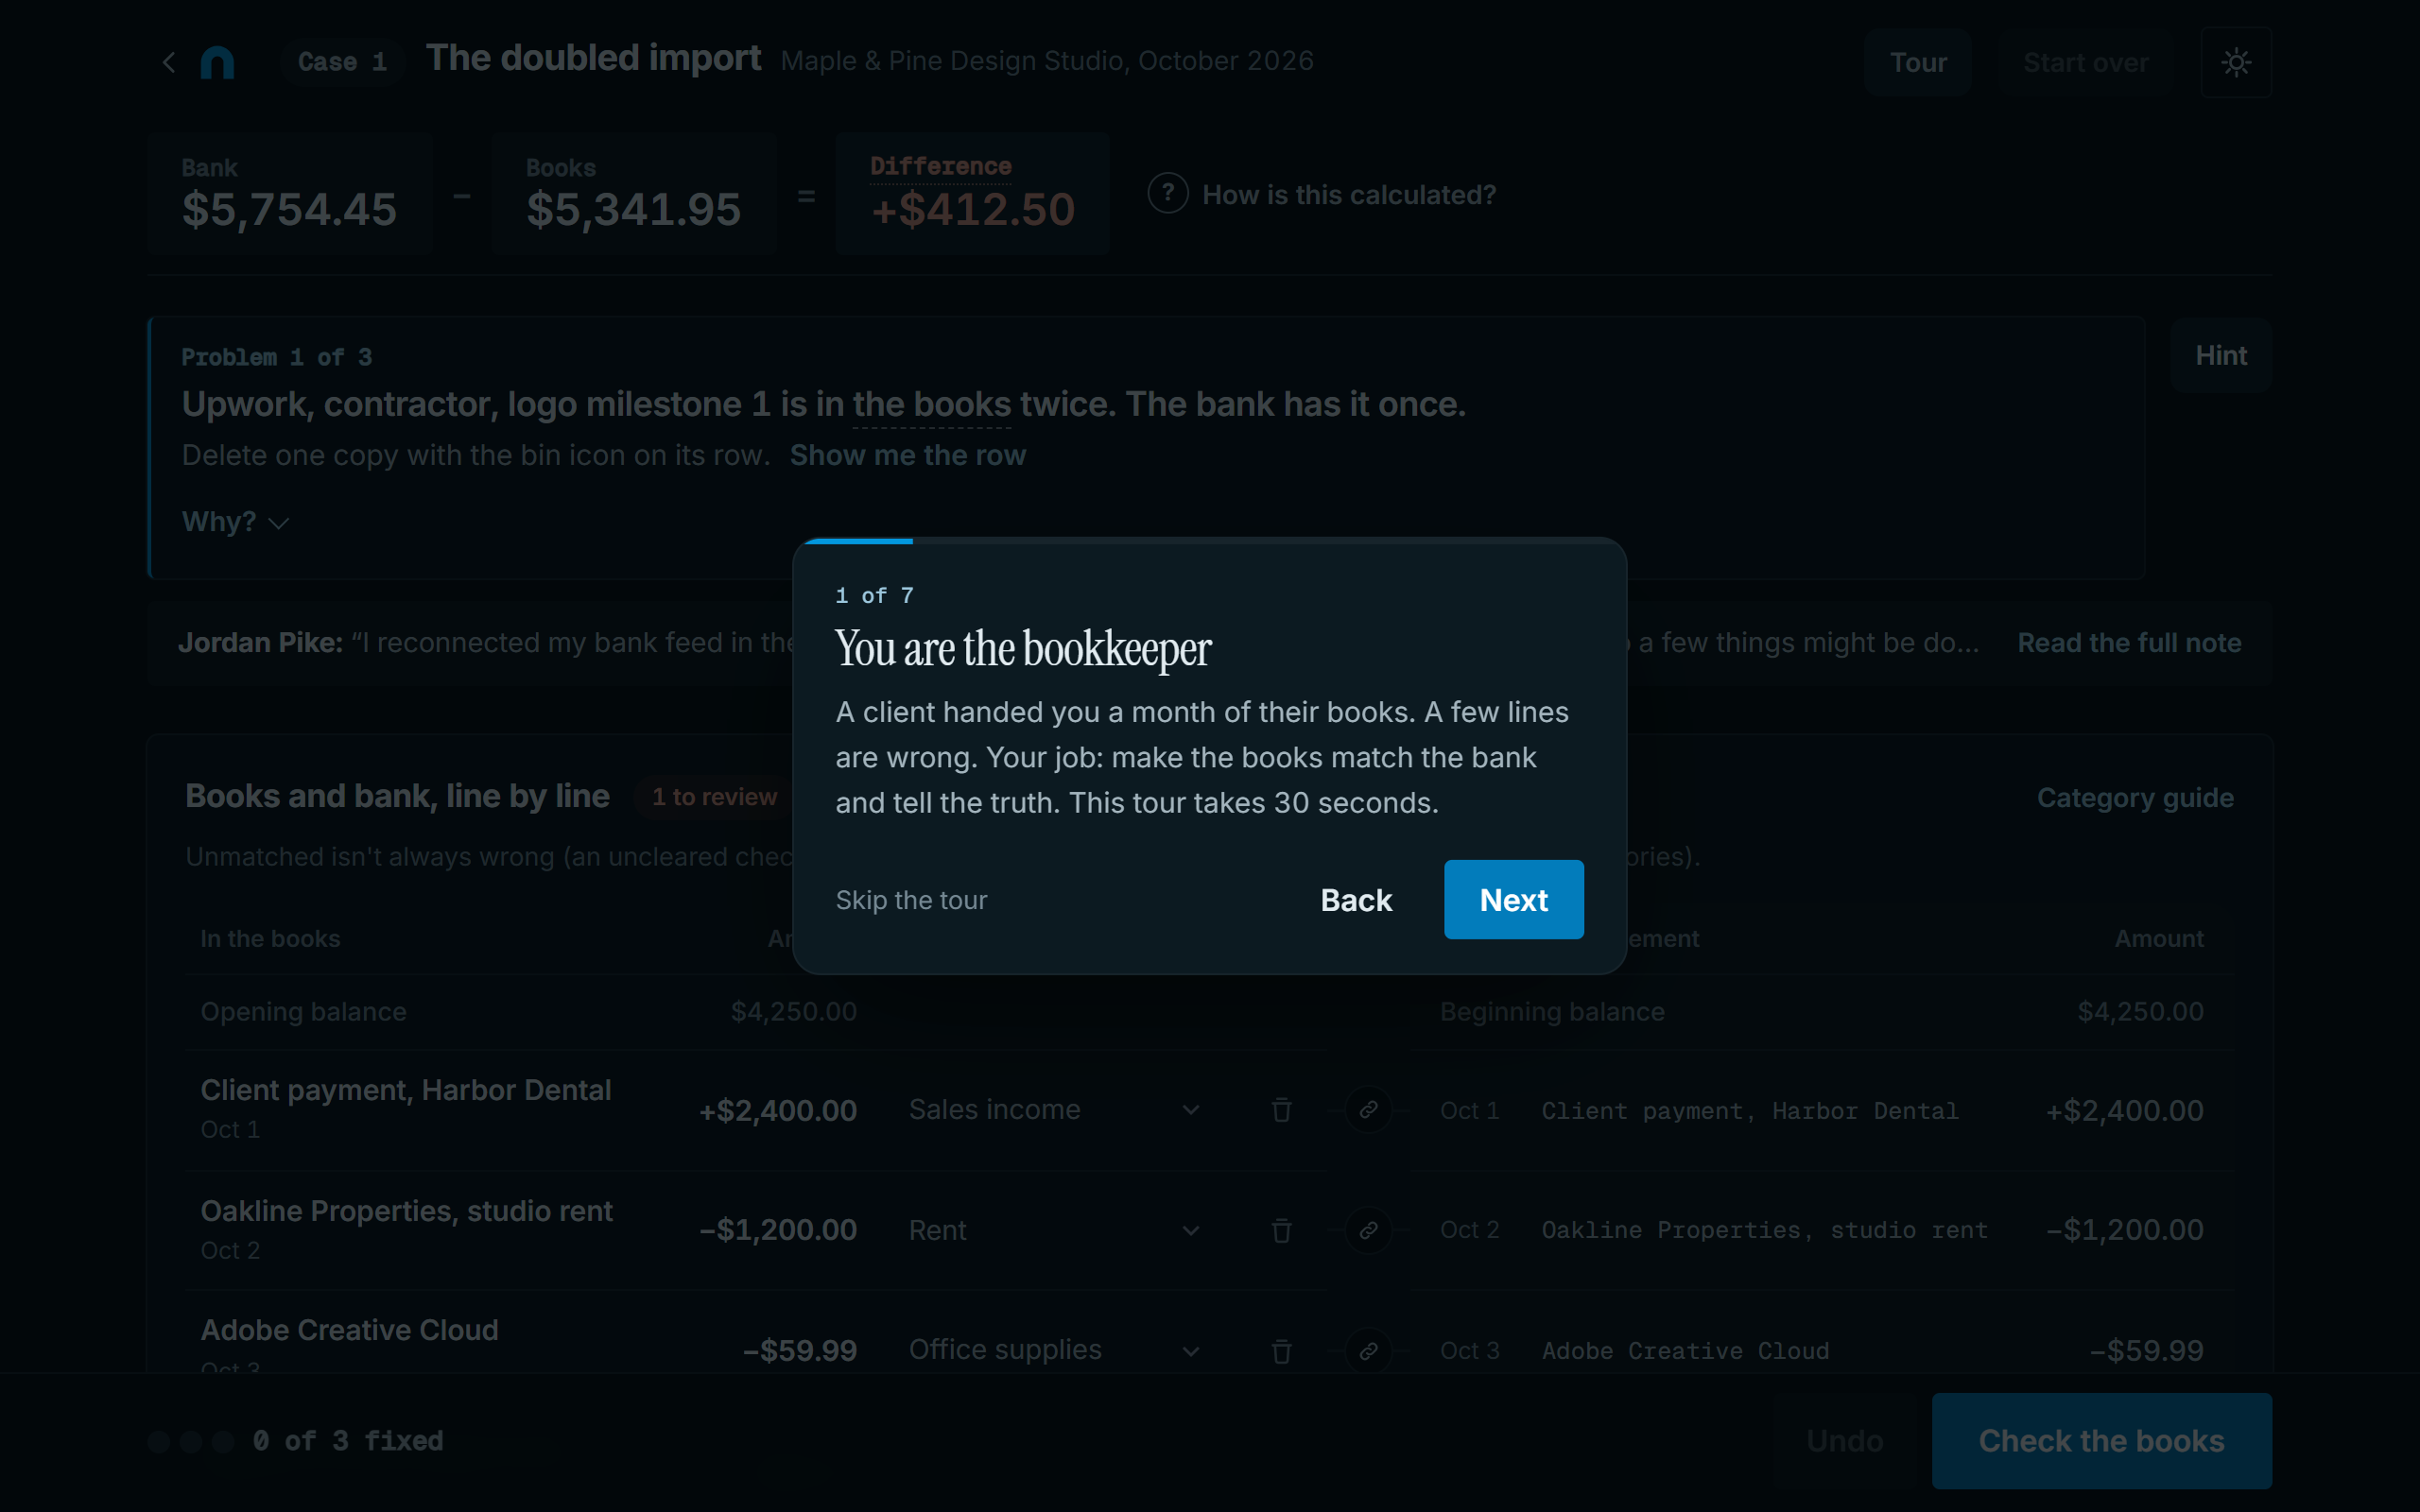 Case 1
The doubled import
Maple & Pine Design Studio, October 2026
Tour
Start over
Bank
$5,754.45
−
Books
$5,341.95
=
Difference
+$412.50
? How is this calculated?
Problem 1 of 3
Upwork, contractor, logo milestone 1 is in the books twice. The bank has it once.
Delete one copy with the bin icon on its row. Show me the row
Why?
Hint
Jordan Pike: “I reconnected my bank feed in the
a few things might be do... Read the full note
1 of 7
You are the bookkeeper
A client handed you a month of their books. A few lines
are wrong. Your job: make the books match the bank
and tell the truth. This tour takes 30 seconds.
Skip the tour
Back
Next
Books and bank, line by line
1 to review
Category guide
Unmatched isn't always wrong (an uncleared chec
ories).
In the books
Amount
Opening balance $4,250.00
Beginning balance $4,250.00
Client payment, Harbor Dental
Oct 1
+$2,400.00 Sales income
Oct 1 Client payment, Harbor Dental +$2,400.00
Oakline Properties, studio rent
Oct 2
−$1,200.00 Rent
Oct 2 Oakline Properties, studio rent −$1,200.00
Adobe Creative Cloud
Oct 3
−$59.99 Office supplies
Oct 3 Adobe Creative Cloud −$59.99
0 of 3 fixed
Undo
Check the books